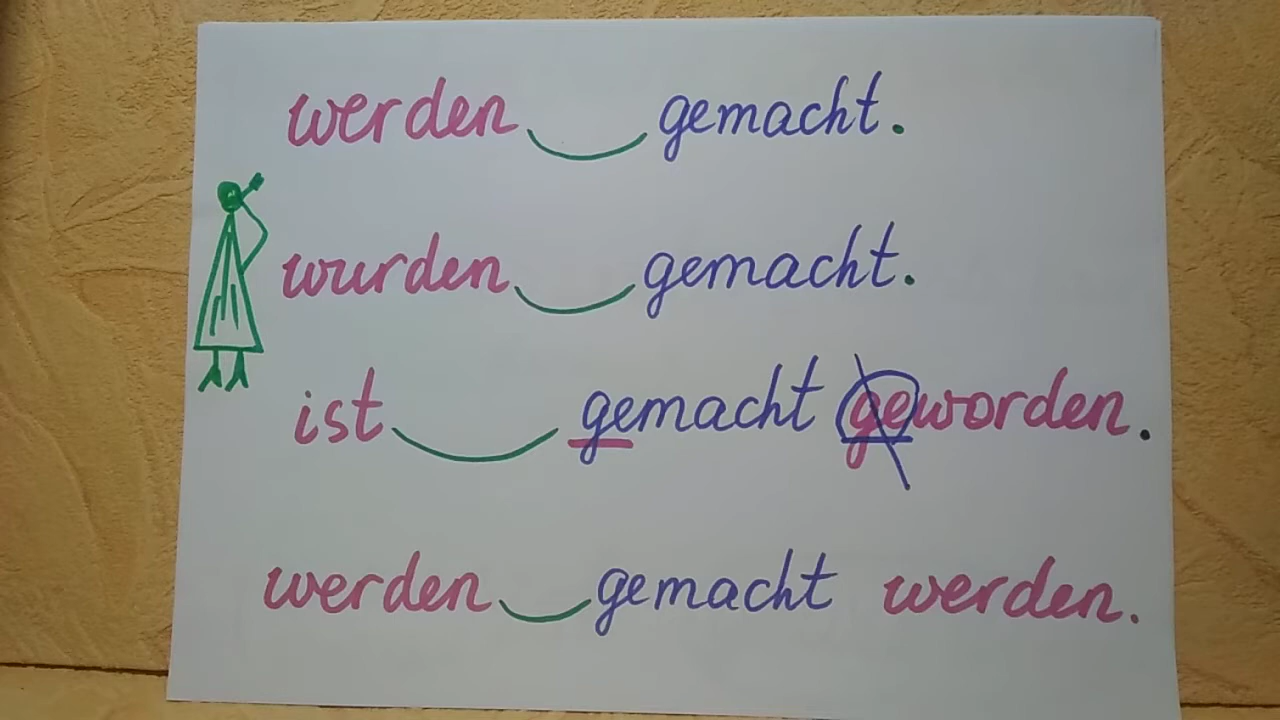 werden gemacht.
wurden gemacht.
ist gemacht geworden.
werden gemacht werden.